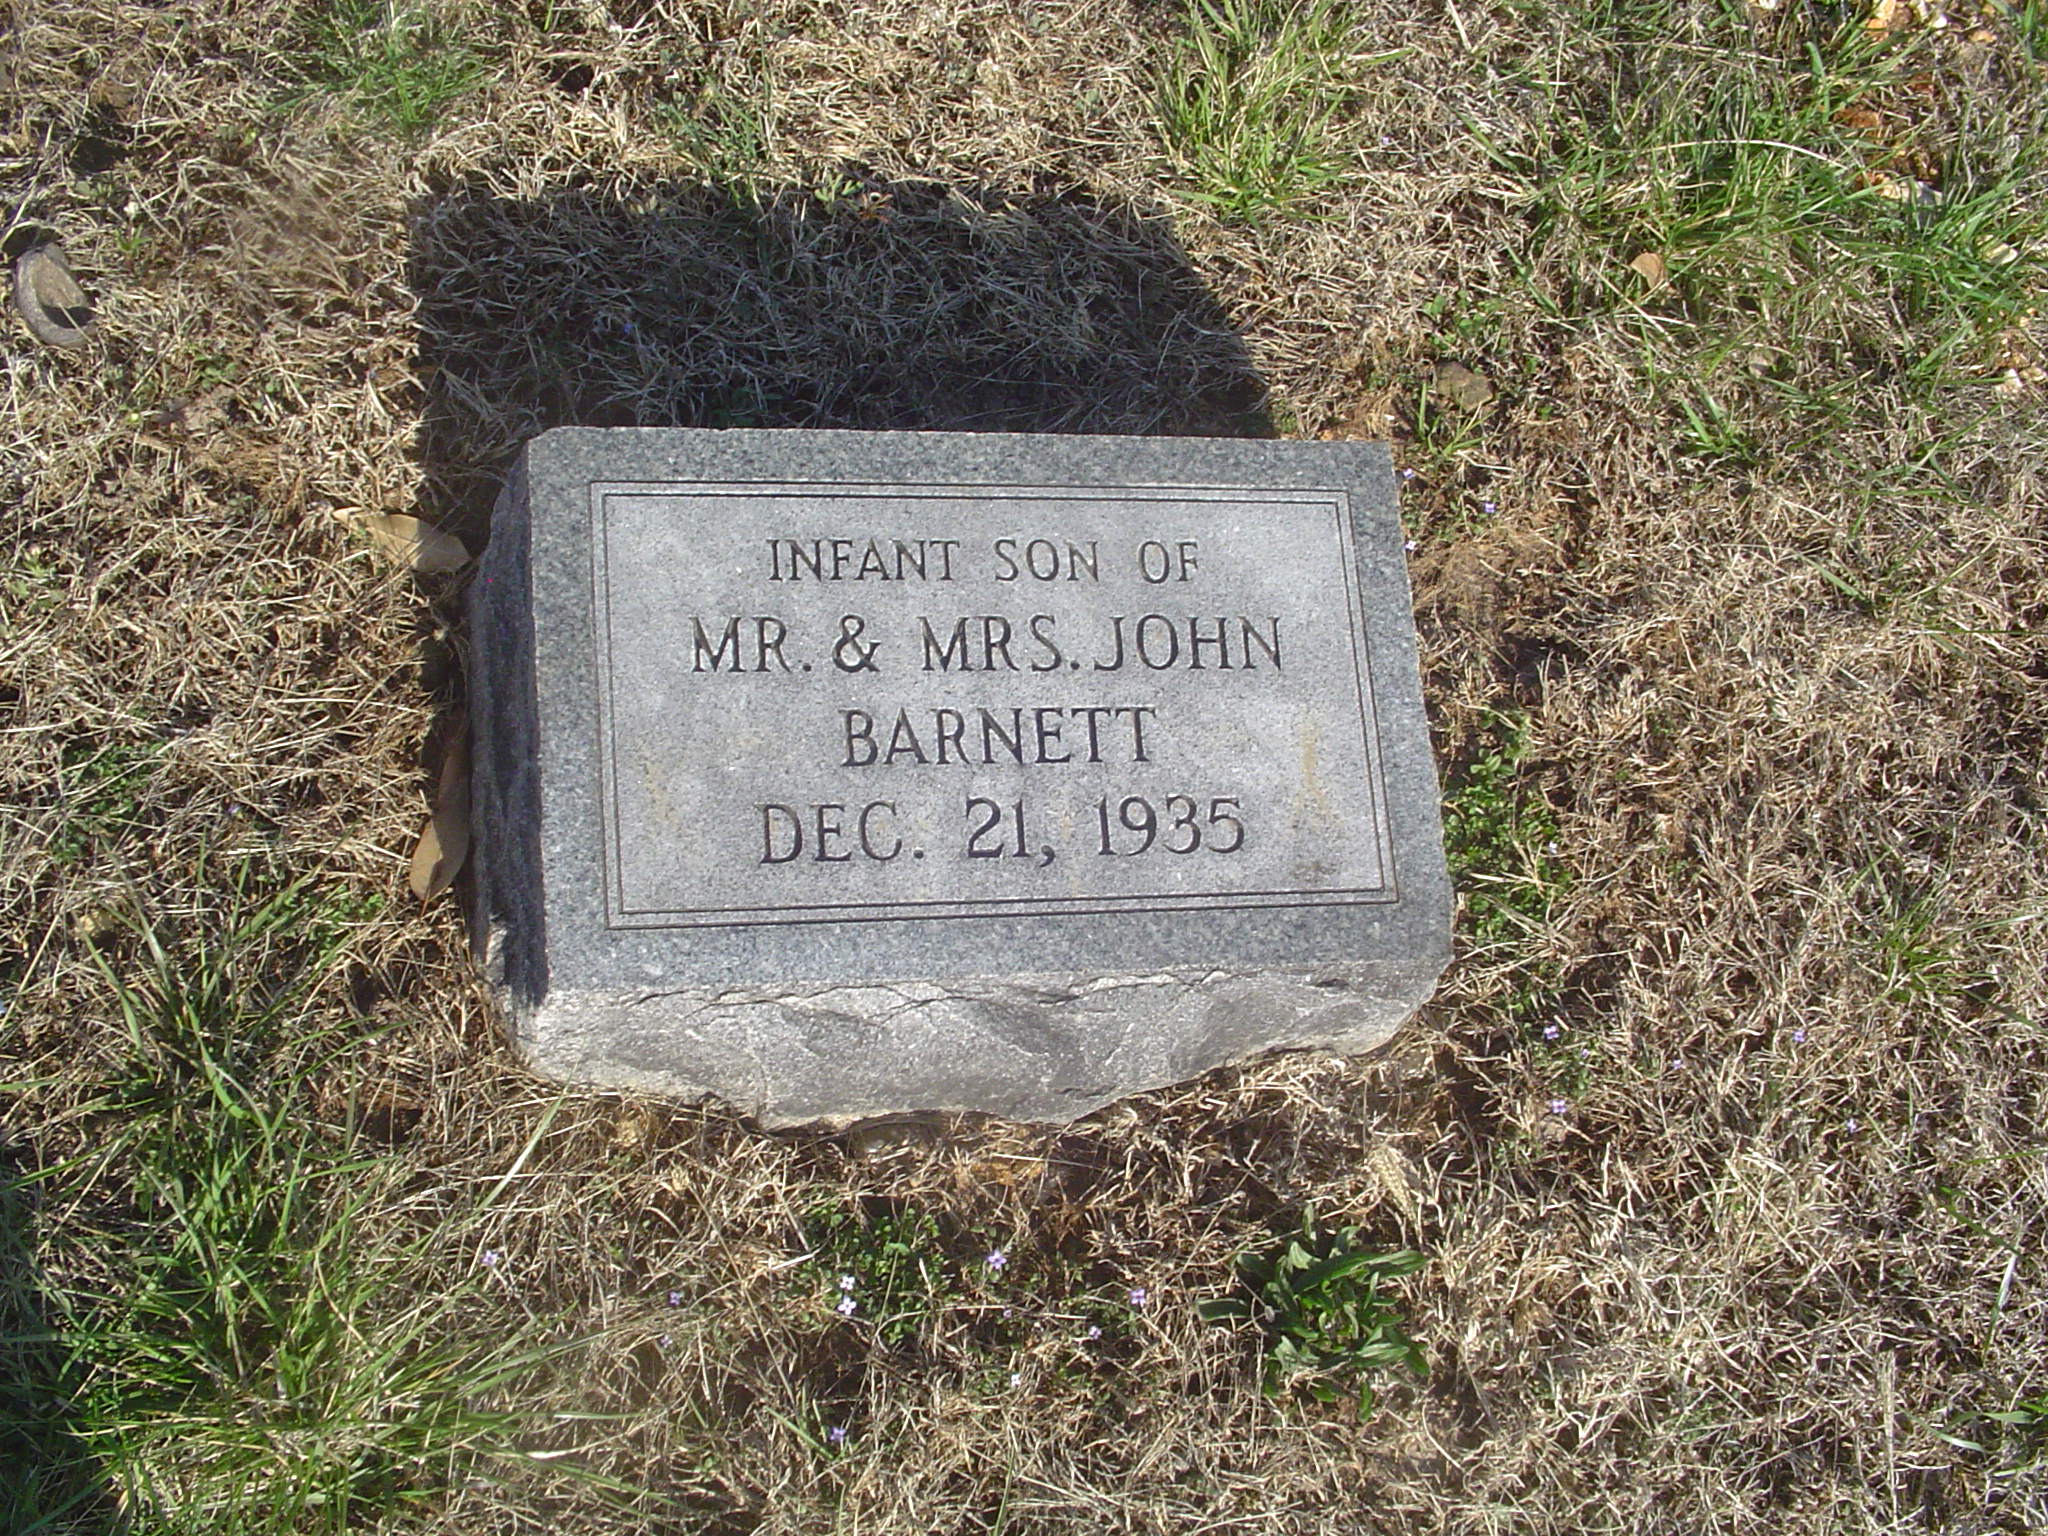 INFANT SON OF
MR. & MRS. JOHN
BARNETT
DEC. 21, 1935